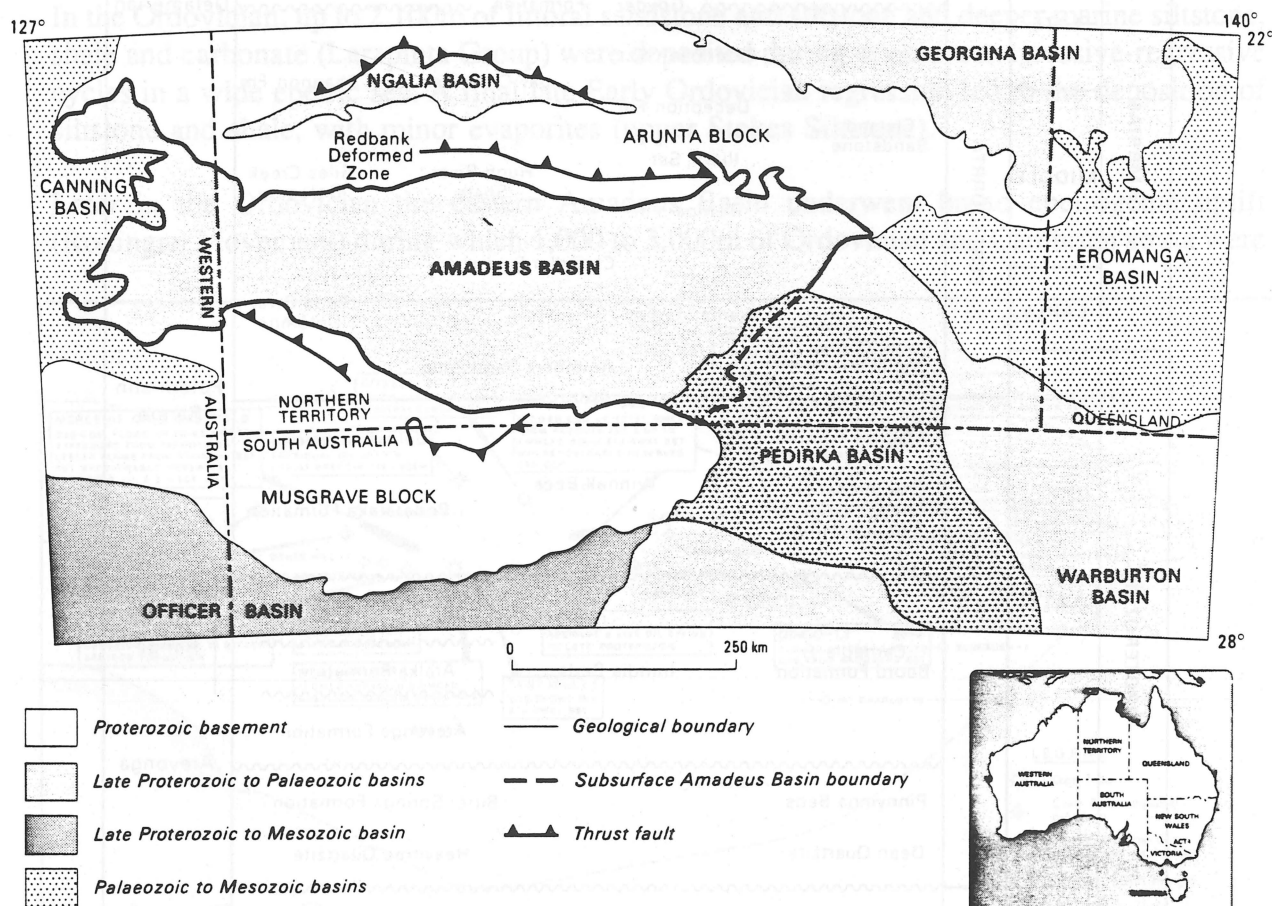 127°
140°
22°
GEORGINA BASIN
NGALIA BASIN
ARUNTA BLOCK
Redbank
Deformed
Zone
CANNING
BASIN
WESTERN
AUSTRALIA
AMADEUS BASIN
EROMANGA
BASIN
NORTHERN
TERRITORY
SOUTH AUSTRALIA
QUEENSLAND
PEDIRKA BASIN
MUSGRAVE BLOCK
WARBURTON
BASIN
OFFICER BASIN
28°
0 250 km
Proterozoic basement
Late Proterozoic to Palaeozoic basins
Late Proterozoic to Mesozoic basin
Palaeozoic to Mesozoic basins
Geological boundary
Subsurface Amadeus Basin boundary
Thrust fault
NORTHERN
TERRITORY
QUEENSLAND
WESTERN
AUSTRALIA
SOUTH
AUSTRALIA
NEW SOUTH
WALES
ACT
VICTORIA